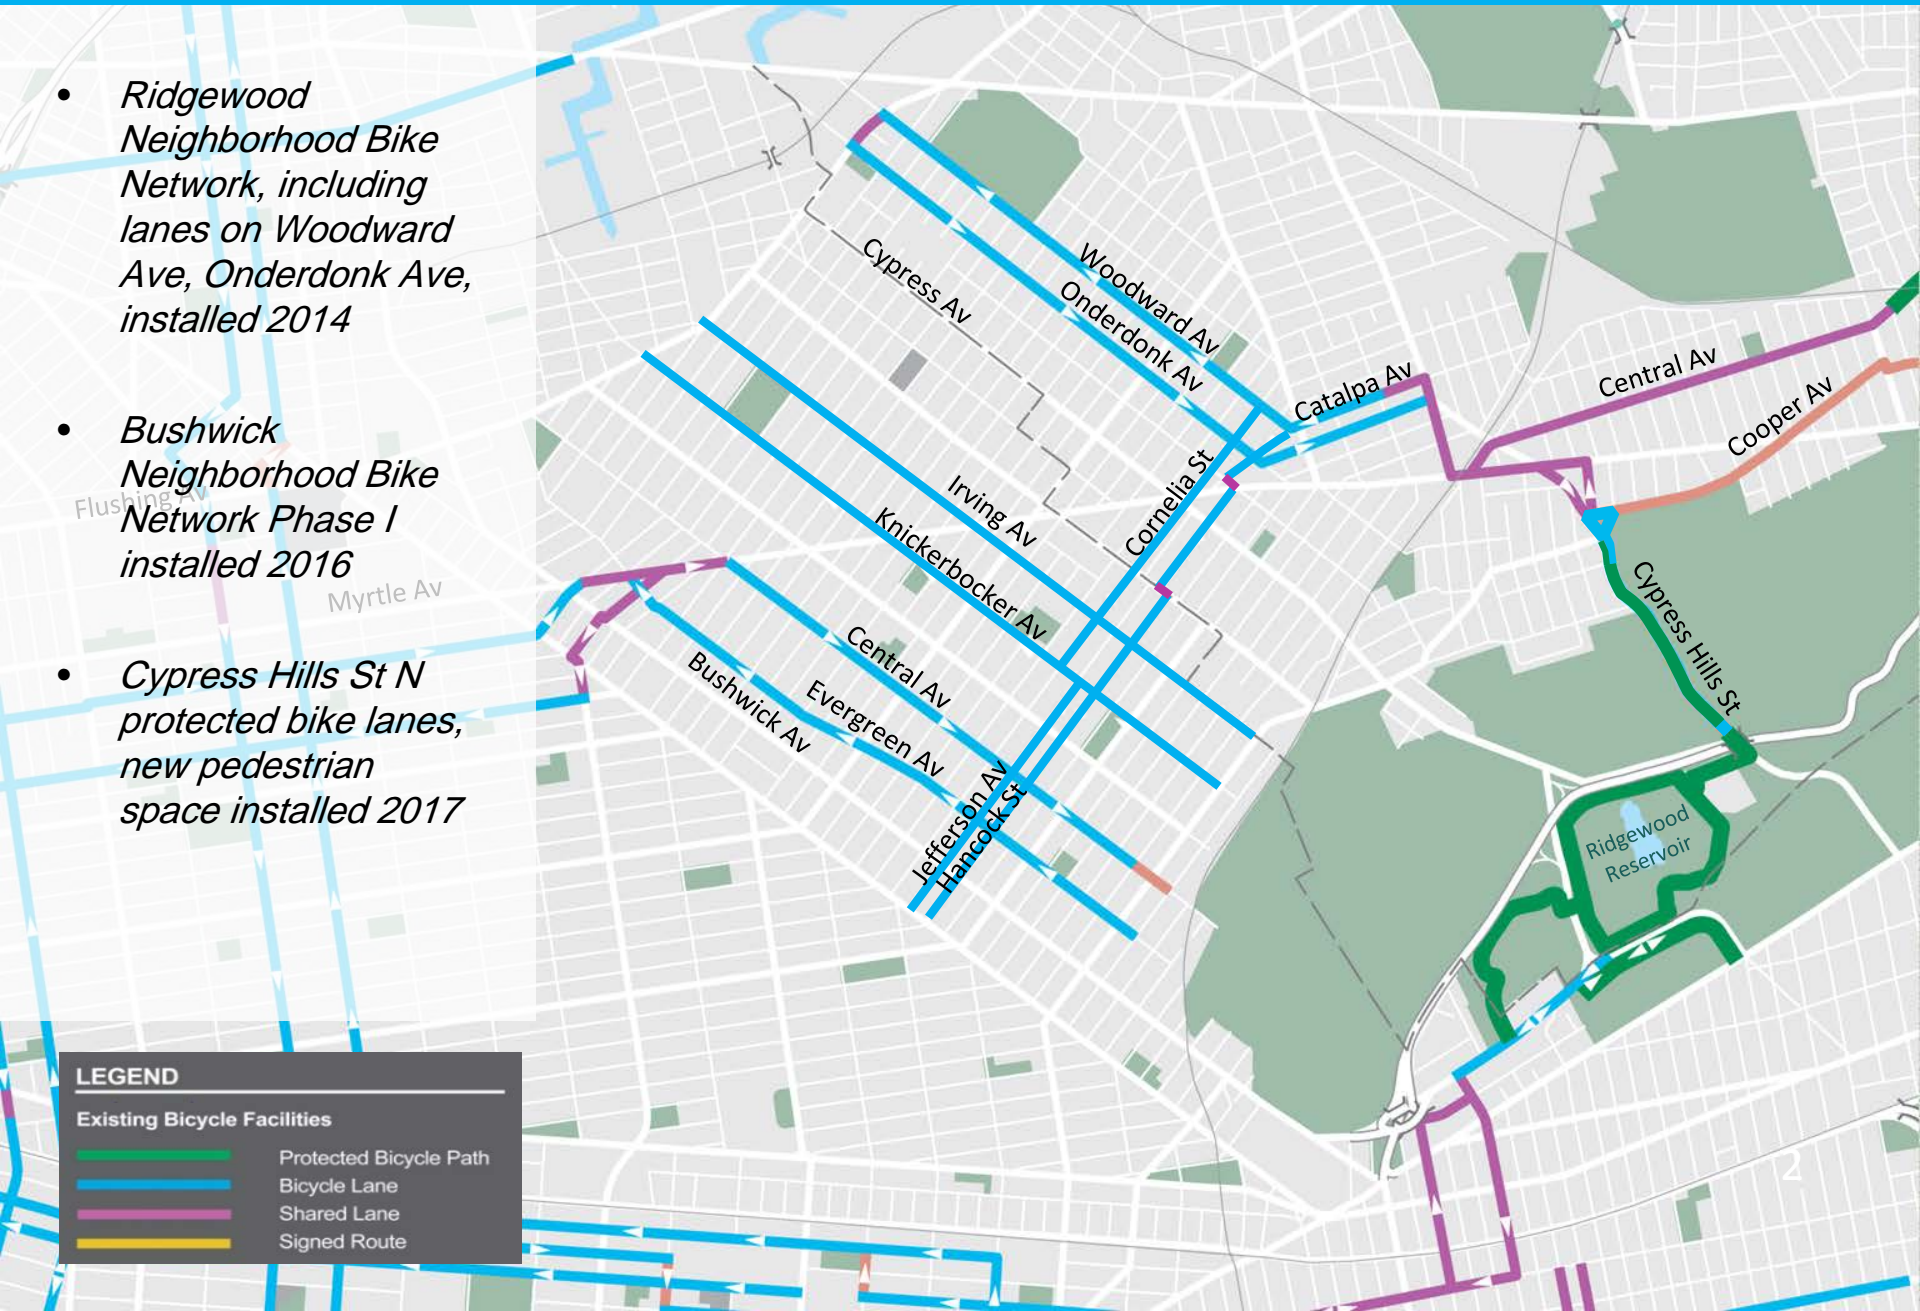 • Ridgewood
Neighborhood Bike
Network, including
lanes on Woodward
Ave, Onderdonk Ave,
installed 2014
• Bushwick
Neighborhood Bike
Network Phase I
installed 2016
• Cypress Hills St N
protected bike lanes,
new pedestrian
space installed 2017
Flushing Av
Myrtle Av
Cypress Av
Woodward Av
Onderdonk Av
Catalpa Av
Central Av
Cooper Av
Cornelia St
Irving Av
Knickerbocker Av
Central Av
Evergreen Av
Bushwick Av
Jefferson Av
Hancock St
Cypress Hills St
Ridgewood
Reservoir
LEGEND
Existing Bicycle Facilities
Protected Bicycle Path
Bicycle Lane
Shared Lane
Signed Route
2